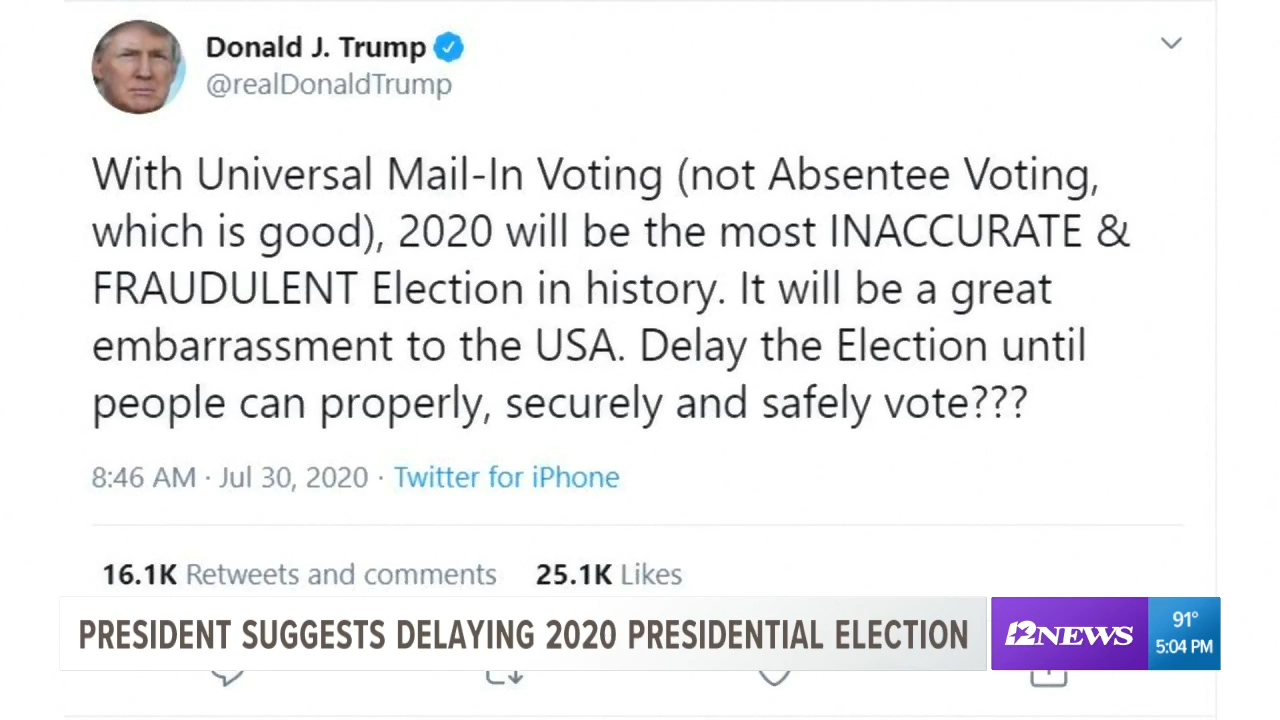 Donald J. Trump
@realDonaldTrump
With Universal Mail-In Voting (not Absentee Voting,
which is good), 2020 will be the most INACCURATE &
FRAUDULENT Election in history. It will be a great
embarrassment to the USA. Delay the Election until
people can properly, securely and safely vote???
8:46 AM · Jul 30, 2020 · Twitter for iPhone
16.1K Retweets and comments 25.1K Likes
PRESIDENT SUGGESTS DELAYING 2020 PRESIDENTIAL ELECTION
12NEWS
91°
5:04 PM